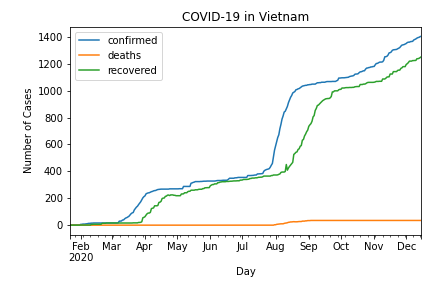 COVID-19 in Vietnam
confirmed
deaths
recovered
Number of Cases
1400
1200
1000
800
600
400
200
0
Feb Mar Apr May Jun Jul Aug Sep Oct Nov Dec
2020
Day